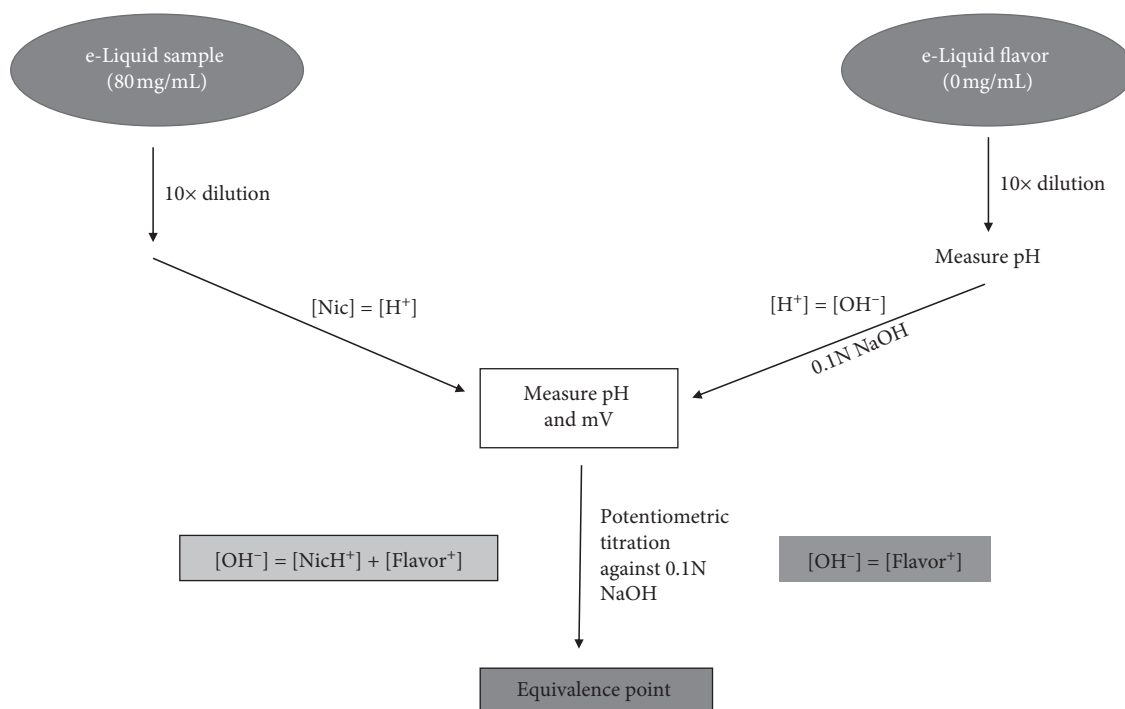 e-Liquid sample
(80 mg/mL)
e-Liquid flavor
(0 mg/mL)
10× dilution
10× dilution
Measure pH
[Nic] = [H⁺]
[H⁺] = [OH⁻]
0.1N NaOH
Measure pH
and mV
Potentiometric
titration
against 0.1N
NaOH
[OH⁻] = [NicH⁺] + [Flavor⁺]
[OH⁻] = [Flavor⁺]
Equivalence point